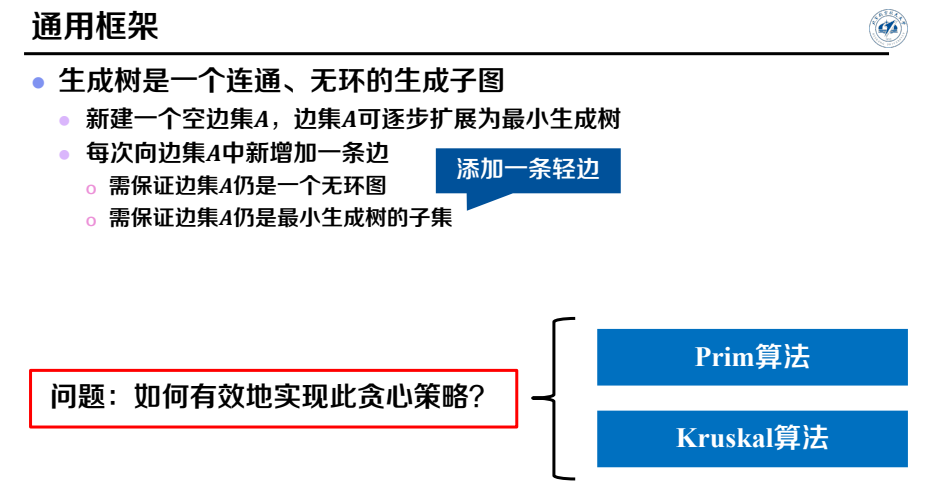 通用框架
生成树是一个连通、无环的生成子图
新建一个空边集A，边集A可逐步扩展为最小生成树
每次向边集A中新增加一条边
添加一条轻边
需保证边集A仍是一个无环图
需保证边集A仍是最小生成树的子集
问题：如何有效地实现此贪心策略？
Prim算法
Kruskal算法